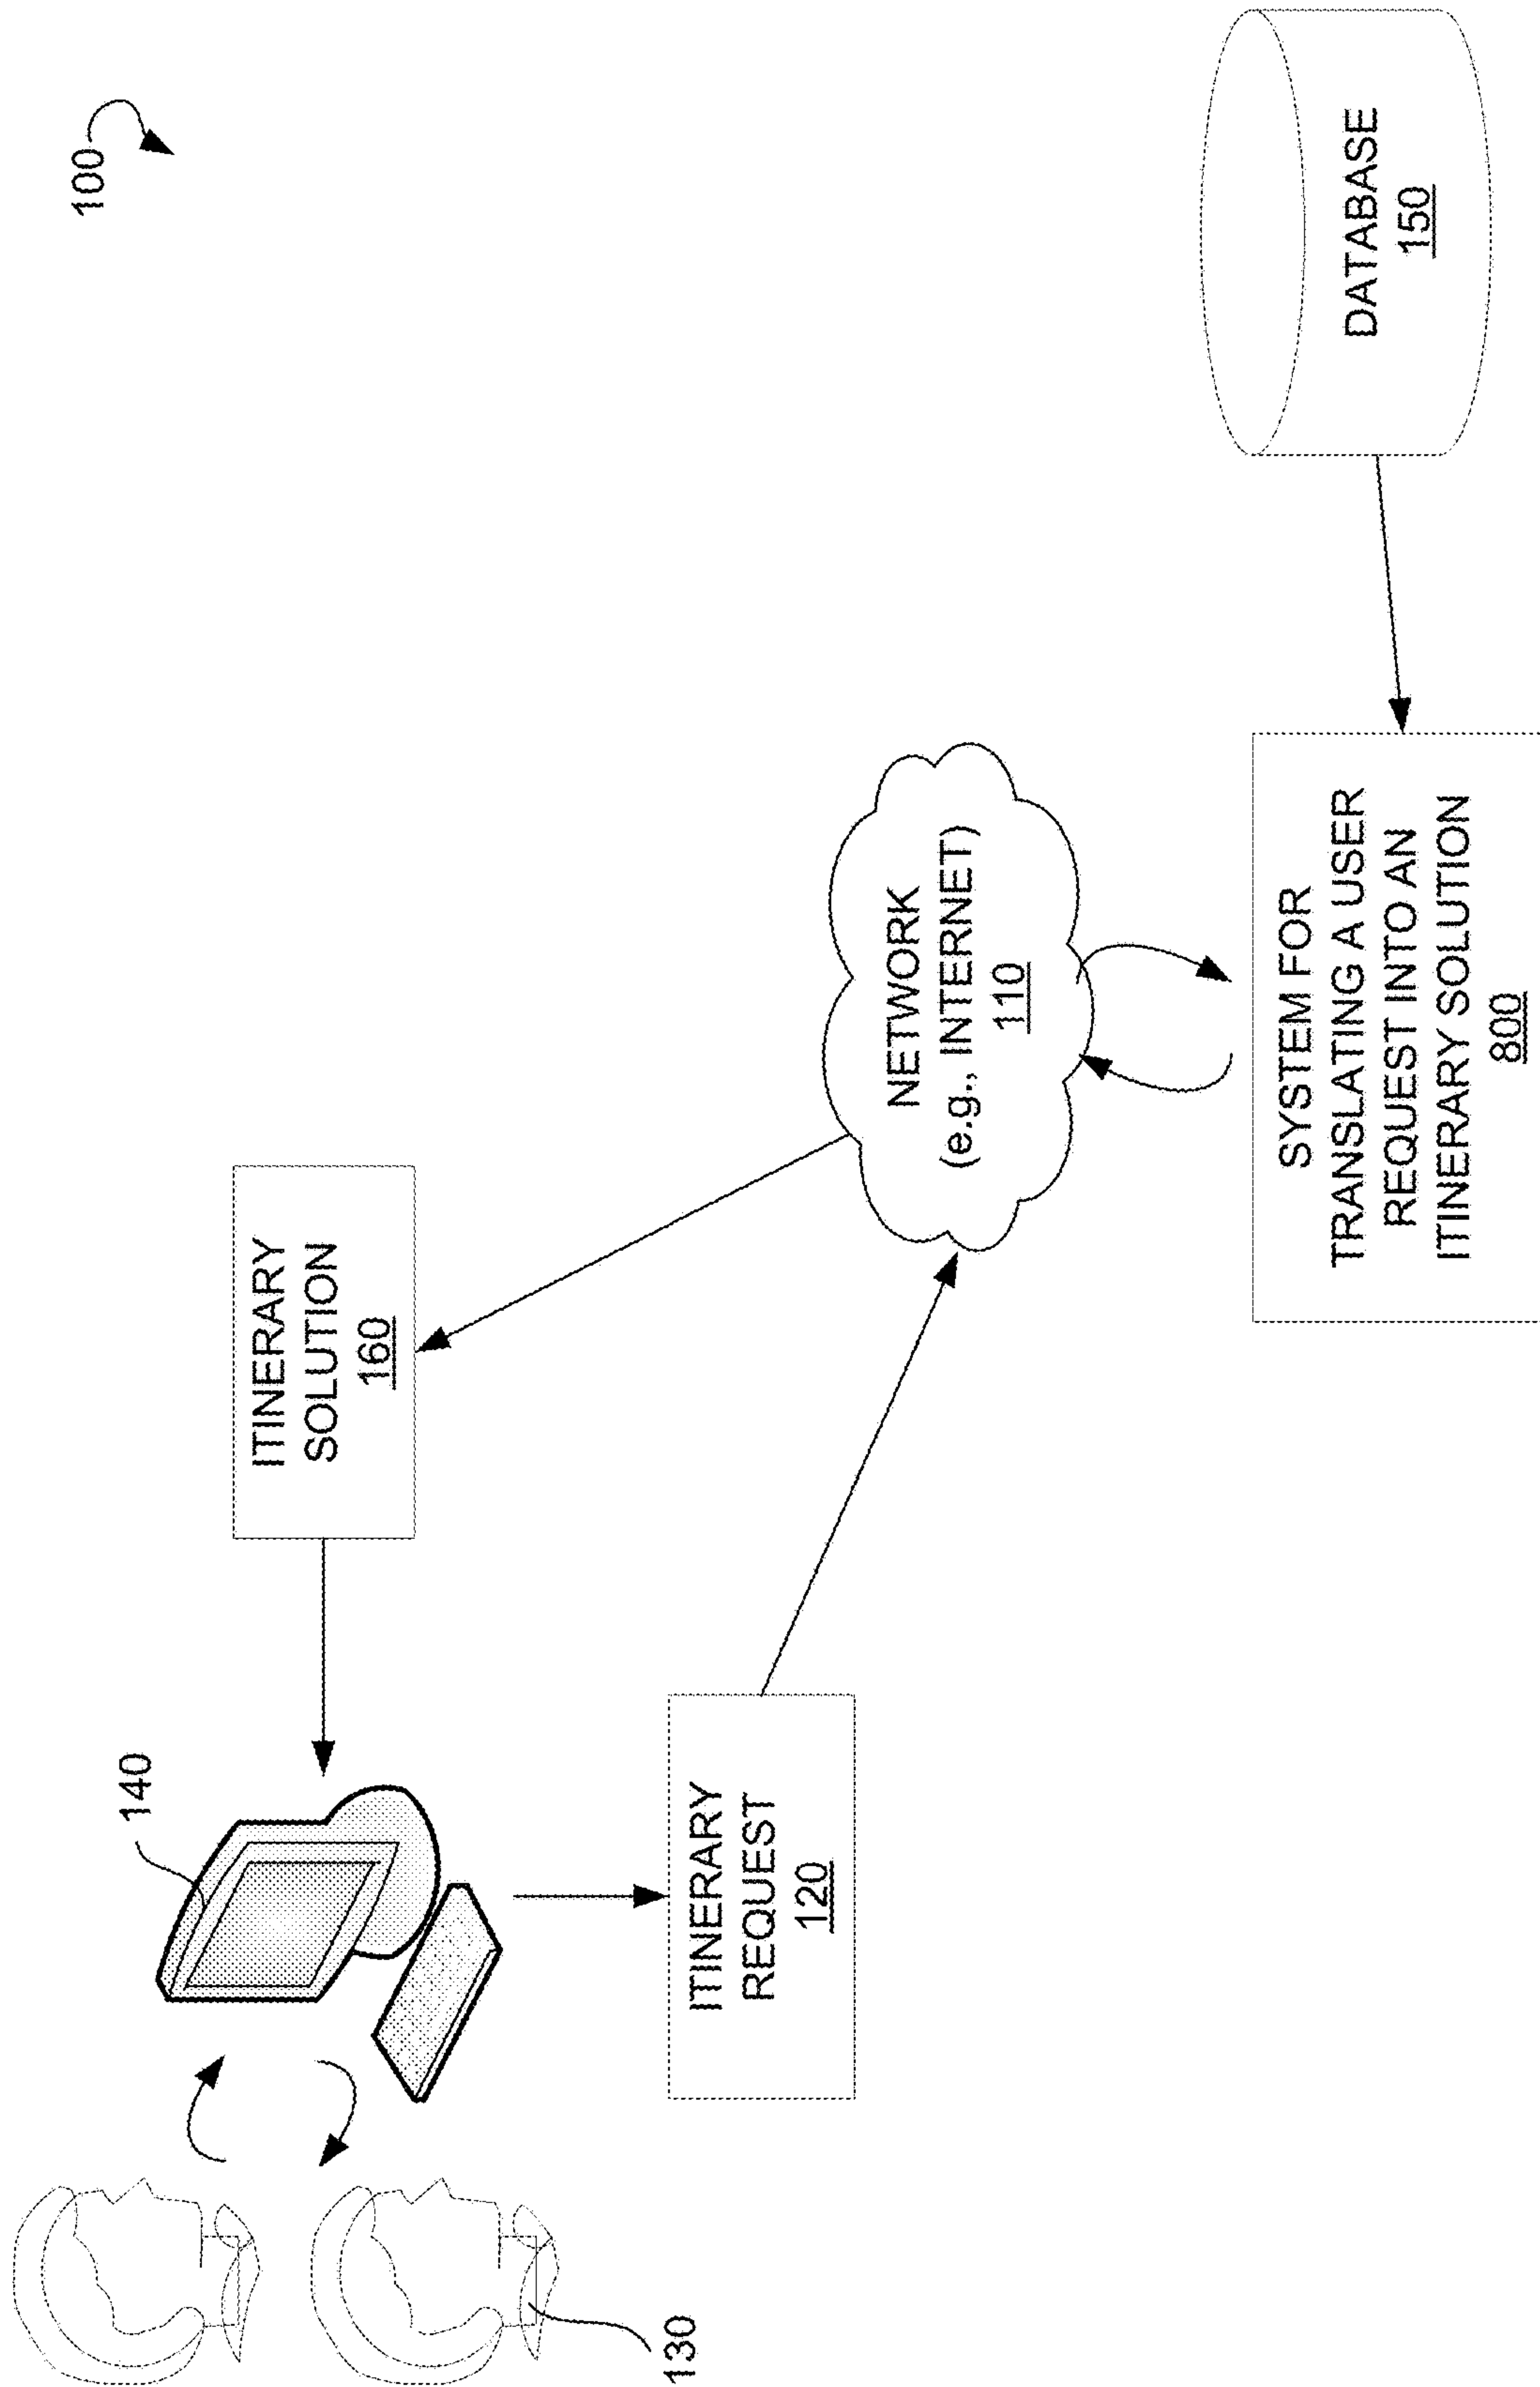 100
140
ITINERARY
SOLUTION
160
130
ITINERARY
REQUEST
120
NETWORK
(e.g., INTERNET)
110
DATABASE
150
SYSTEM FOR
TRANSLATING A USER
REQUEST INTO AN
ITINERARY SOLUTION
800